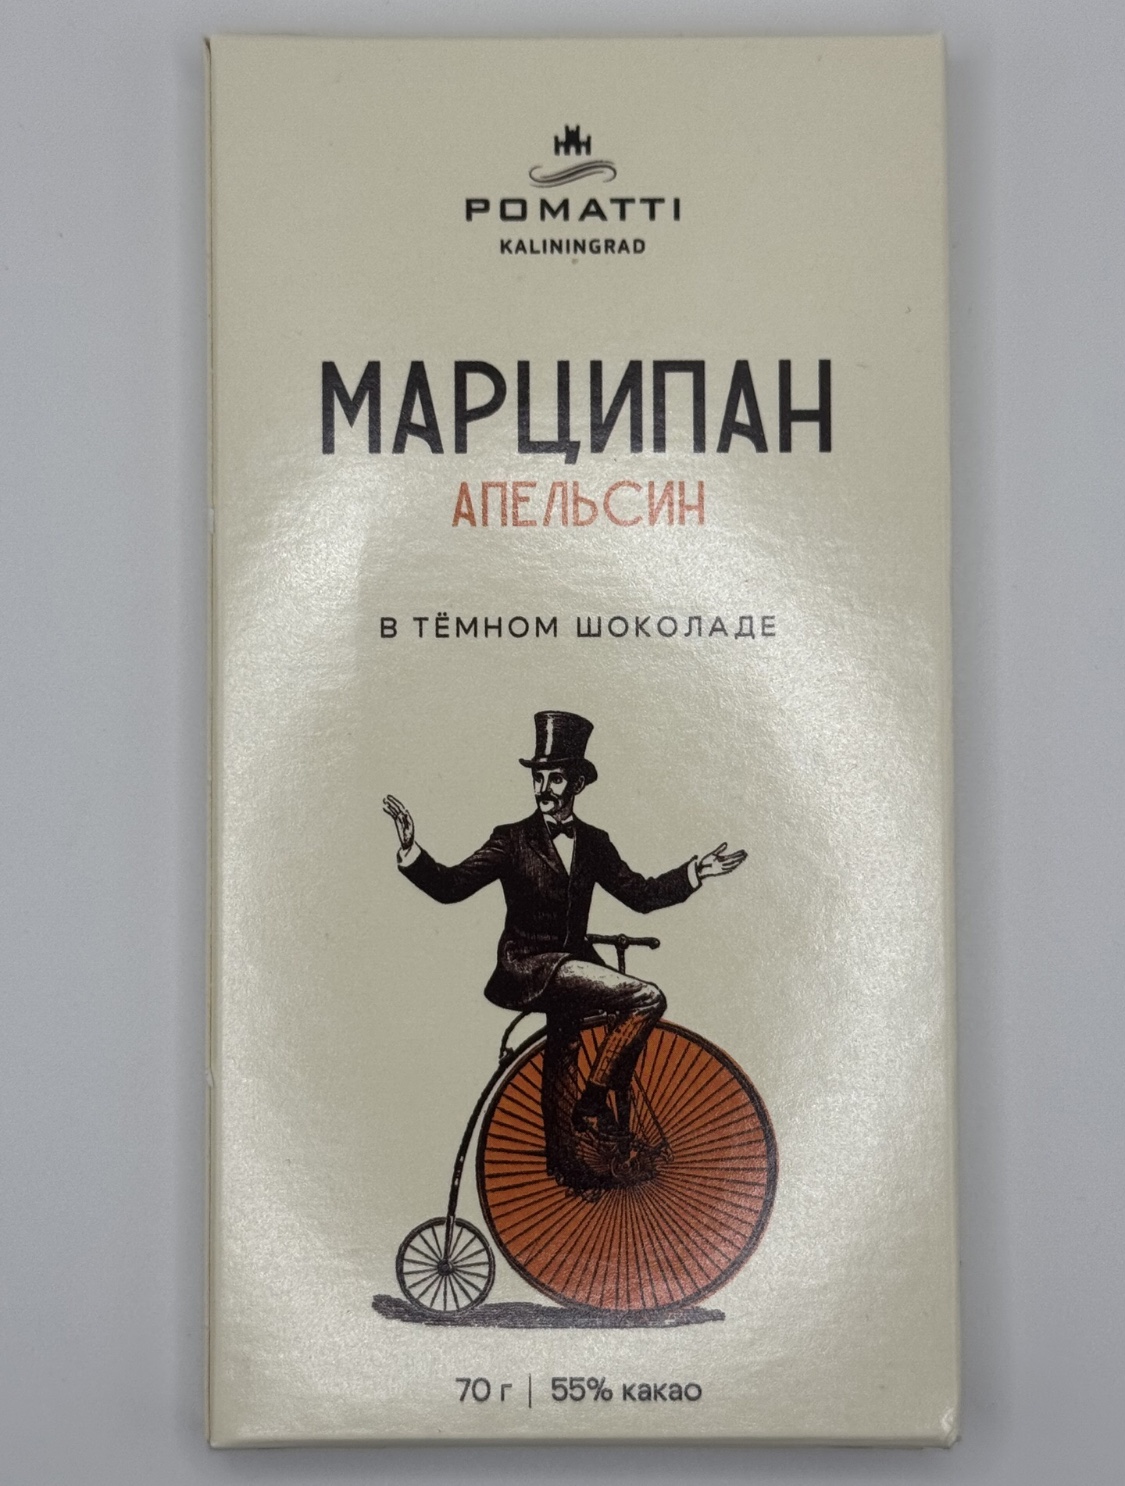 POMATTI
KALININGRAD
МАРЦИПАН
АПЕЛЬСИН
В ТЁМНОМ ШОКОЛАДЕ
70 г | 55% какао